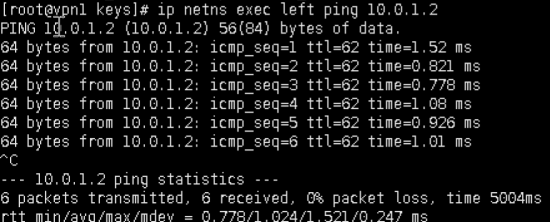 [root@vpn1 keys]# ip netns exec left ping 10.0.1.2
PING 10.0.1.2 (10.0.1.2) 56(84) bytes of data.
64 bytes from 10.0.1.2: icmp_seq=1 ttl=62 time=1.52 ms
64 bytes from 10.0.1.2: icmp_seq=2 ttl=62 time=0.821 ms
64 bytes from 10.0.1.2: icmp_seq=3 ttl=62 time=0.778 ms
64 bytes from 10.0.1.2: icmp_seq=4 ttl=62 time=1.08 ms
64 bytes from 10.0.1.2: icmp_seq=5 ttl=62 time=0.926 ms
64 bytes from 10.0.1.2: icmp_seq=6 ttl=62 time=1.01 ms
^C
--- 10.0.1.2 ping statistics ---
6 packets transmitted, 6 received, 0% packet loss, time 5004ms
rtt min/avg/max/mdev = 0.778/1.024/1.521/0.247 ms